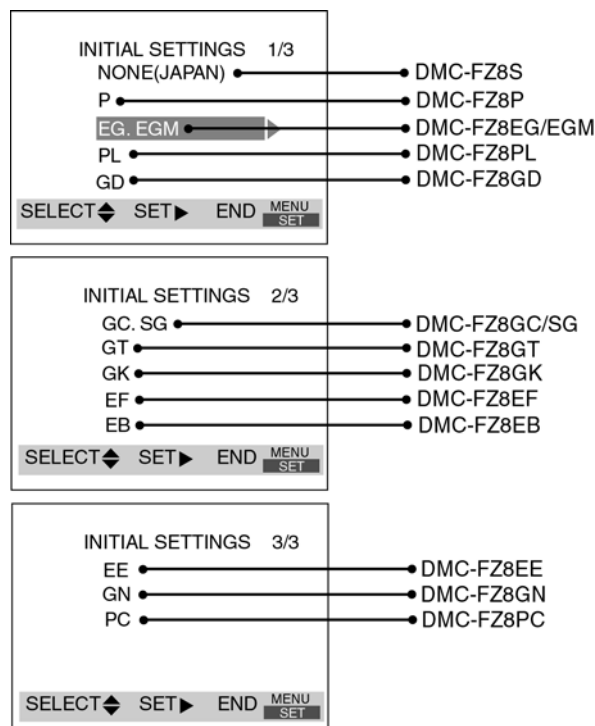 INITIAL SETTINGS 1/3
NONE(JAPAN) DMC-FZ8S
P DMC-FZ8P
EG. EGM DMC-FZ8EG/EGM
PL DMC-FZ8PL
GD DMC-FZ8GD
SELECT SET END MENU SET
INITIAL SETTINGS 2/3
GC. SG DMC-FZ8GC/SG
GT DMC-FZ8GT
GK DMC-FZ8GK
EF DMC-FZ8EF
EB DMC-FZ8EB
SELECT SET END MENU SET
INITIAL SETTINGS 3/3
EE DMC-FZ8EE
GN DMC-FZ8GN
PC DMC-FZ8PC
SELECT SET END MENU SET